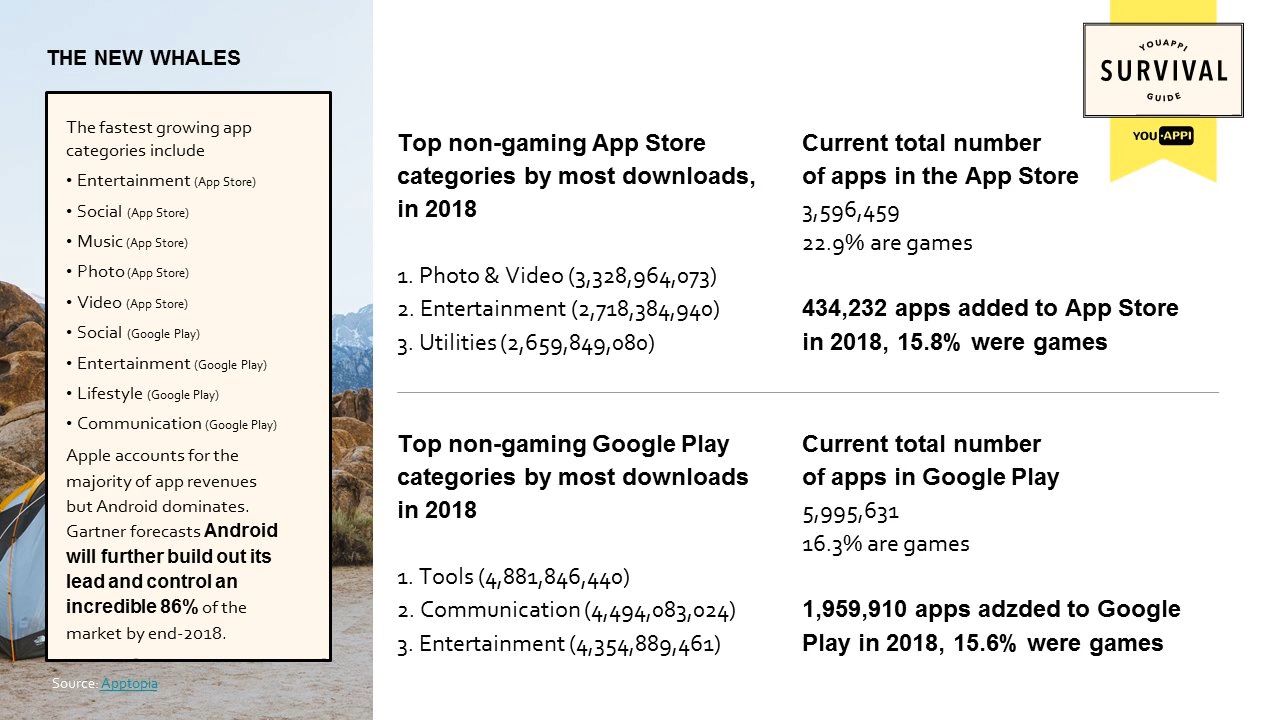 THE NEW WHALES
The fastest growing app
categories include
• Entertainment (App Store)
• Social (App Store)
• Music (App Store)
• Photo (App Store)
• Video (App Store)
• Social (Google Play)
• Entertainment (Google Play)
• Lifestyle (Google Play)
• Communication (Google Play)
Apple accounts for the
majority of app revenues
but Android dominates.
Gartner forecasts Android
will further build out its
lead and control an
incredible 86% of the
market by end-2018.
Source: Apptopia
Top non-gaming App Store
categories by most downloads,
in 2018
1. Photo & Video (3,328,964,073)
2. Entertainment (2,718,384,940)
3. Utilities (2,659,849,080)
Current total number
of apps in the App Store
3,596,459
22.9% are games
434,232 apps added to App Store
in 2018, 15.8% were games
Top non-gaming Google Play
categories by most downloads
in 2018
1. Tools (4,881,846,440)
2. Communication (4,494,083,024)
3. Entertainment (4,354,889,461)
Current total number
of apps in Google Play
5,995,631
16.3% are games
1,959,910 apps adzded to Google
Play in 2018, 15.6% were games
YOUAPPI
SURVIVAL
GUIDE
YOU APPI